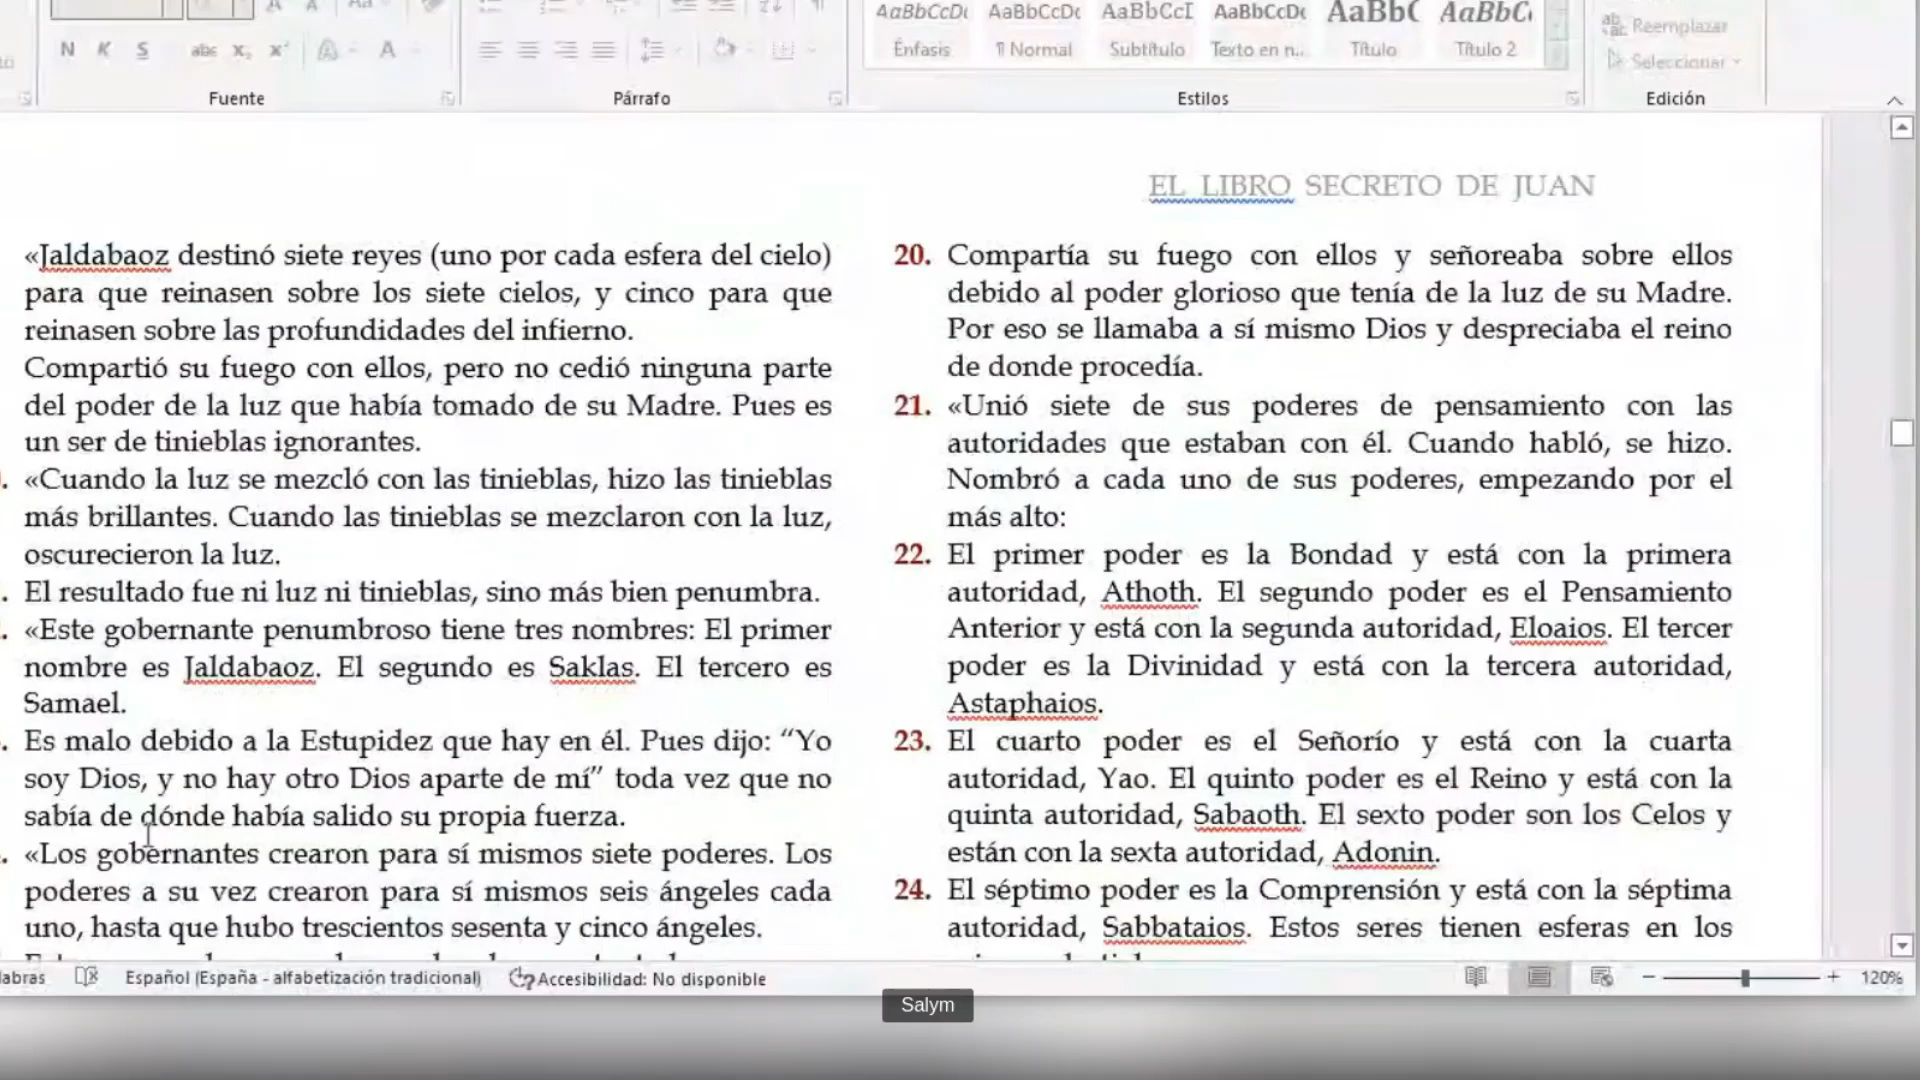 AaBbCcDc AaBbCcDc AaBbCcI AaBbCcDc AaBbC AaBbC
N K S abc x₂ x² A A
Énfasis ¶ Normal Subtítulo Texto en n... Título Título 2
Reemplazar
Seleccionar
Fuente Párrafo Estilos Edición
EL LIBRO SECRETO DE JUAN
«Jaldabaoz destinó siete reyes (uno por cada esfera del cielo)
para que reinasen sobre los siete cielos, y cinco para que
reinasen sobre las profundidades del infierno.
Compartió su fuego con ellos, pero no cedió ninguna parte
del poder de la luz que había tomado de su Madre. Pues es
un ser de tinieblas ignorantes.
«Cuando la luz se mezcló con las tinieblas, hizo las tinieblas
más brillantes. Cuando las tinieblas se mezclaron con la luz,
oscurecieron la luz.
El resultado fue ni luz ni tinieblas, sino más bien penumbra.
«Este gobernante penumbroso tiene tres nombres: El primer
nombre es Jaldabaoz. El segundo es Saklas. El tercero es
Samael.
Es malo debido a la Estupidez que hay en él. Pues dijo: “Yo
soy Dios, y no hay otro Dios aparte de mí” toda vez que no
sabía de dónde había salido su propia fuerza.
«Los gobernantes crearon para sí mismos siete poderes. Los
poderes a su vez crearon para sí mismos seis ángeles cada
uno, hasta que hubo trescientos sesenta y cinco ángeles.
20. Compartía su fuego con ellos y señoreaba sobre ellos
debido al poder glorioso que tenía de la luz de su Madre.
Por eso se llamaba a sí mismo Dios y despreciaba el reino
de donde procedía.
21. «Unió siete de sus poderes de pensamiento con las
autoridades que estaban con él. Cuando habló, se hizo.
Nombró a cada uno de sus poderes, empezando por el
más alto:
22. El primer poder es la Bondad y está con la primera
autoridad, Athoth. El segundo poder es el Pensamiento
Anterior y está con la segunda autoridad, Eloaios. El tercer
poder es la Divinidad y está con la tercera autoridad,
Astaphaios.
23. El cuarto poder es el Señorío y está con la cuarta
autoridad, Yao. El quinto poder es el Reino y está con la
quinta autoridad, Sabaoth. El sexto poder son los Celos y
están con la sexta autoridad, Adonin.
24. El séptimo poder es la Comprensión y está con la séptima
autoridad, Sabbataios. Estos seres tienen esferas en los
labras Español (España - alfabetización tradicional) Accesibilidad: No disponible 120%
Salym